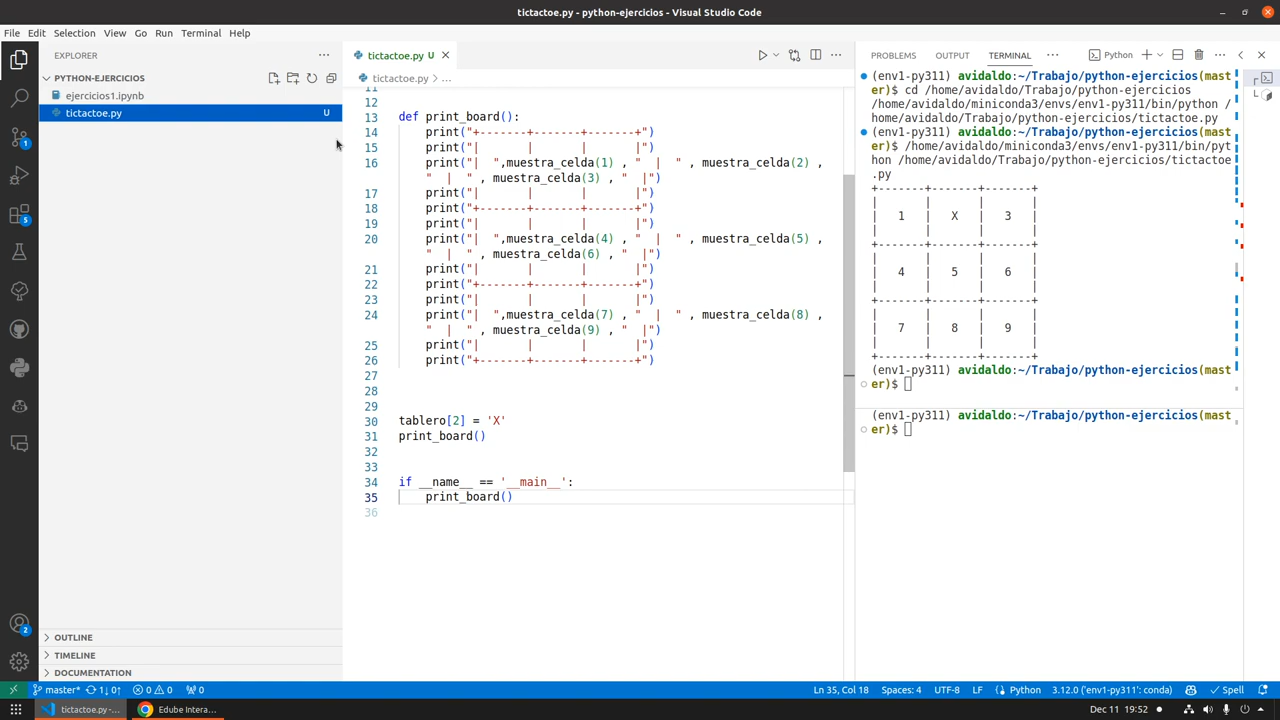 tictactoe.py - python-ejercicios - Visual Studio Code
File Edit Selection View Go Run Terminal Help
EXPLORER
PYTHON-EJERCICIOS
ejercicios1.ipynb
tictactoe.py U
OUTLINE
TIMELINE
DOCUMENTATION
1
5
2
tictactoe.py U
tictactoe.py > ...
11
12
13 def print_board():
14 print("+-------+-------+-------+")
15 print("|       |       |       |")
16 print("|  ",muestra_celda(1) , "  |  " , muestra_celda(2) ,
"  |  " , muestra_celda(3) , "  |")
17 print("|       |       |       |")
18 print("+-------+-------+-------+")
19 print("|       |       |       |")
20 print("|  ",muestra_celda(4) , "  |  " , muestra_celda(5) ,
"  |  " , muestra_celda(6) , "  |")
21 print("|       |       |       |")
22 print("+-------+-------+-------+")
23 print("|       |       |       |")
24 print("|  ",muestra_celda(7) , "  |  " , muestra_celda(8) ,
"  |  " , muestra_celda(9) , "  |")
25 print("|       |       |       |")
26 print("+-------+-------+-------+")
27
28
29
30 tablero[2] = 'X'
31 print_board()
32
33
34 if __name__ == '__main__':
35 print_board()
36
PROBLEMS OUTPUT TERMINAL ... Python
(env1-py311) avidaldo:~/Trabajo/python-ejercicios(mast
er)$ cd /home/avidaldo/Trabajo/python-ejercicios
/home/avidaldo/miniconda3/envs/env1-py311/bin/python /
home/avidaldo/Trabajo/python-ejercicios/tictactoe.py
(env1-py311) avidaldo:~/Trabajo/python-ejercicios(mast
er)$ /home/avidaldo/miniconda3/envs/env1-py311/bin/pyt
hon /home/avidaldo/Trabajo/python-ejercicios/tictactoe
.py
+-------+-------+-------+
|       |       |       |
|   1   |   X   |   3   |
|       |       |       |
+-------+-------+-------+
|       |       |       |
|   4   |   5   |   6   |
|       |       |       |
+-------+-------+-------+
|       |       |       |
|   7   |   8   |   9   |
|       |       |       |
+-------+-------+-------+
(env1-py311) avidaldo:~/Trabajo/python-ejercicios(mast
er)$
(env1-py311) avidaldo:~/Trabajo/python-ejercicios(mast
er)$
master* 1↓ 0↑ 0 0 0 Ln 35, Col 18 Spaces: 4 UTF-8 LF Python 3.12.0 ('env1-py311': conda) Spell
tictactoe.py -... Edube Intera... Dec 11 19:52